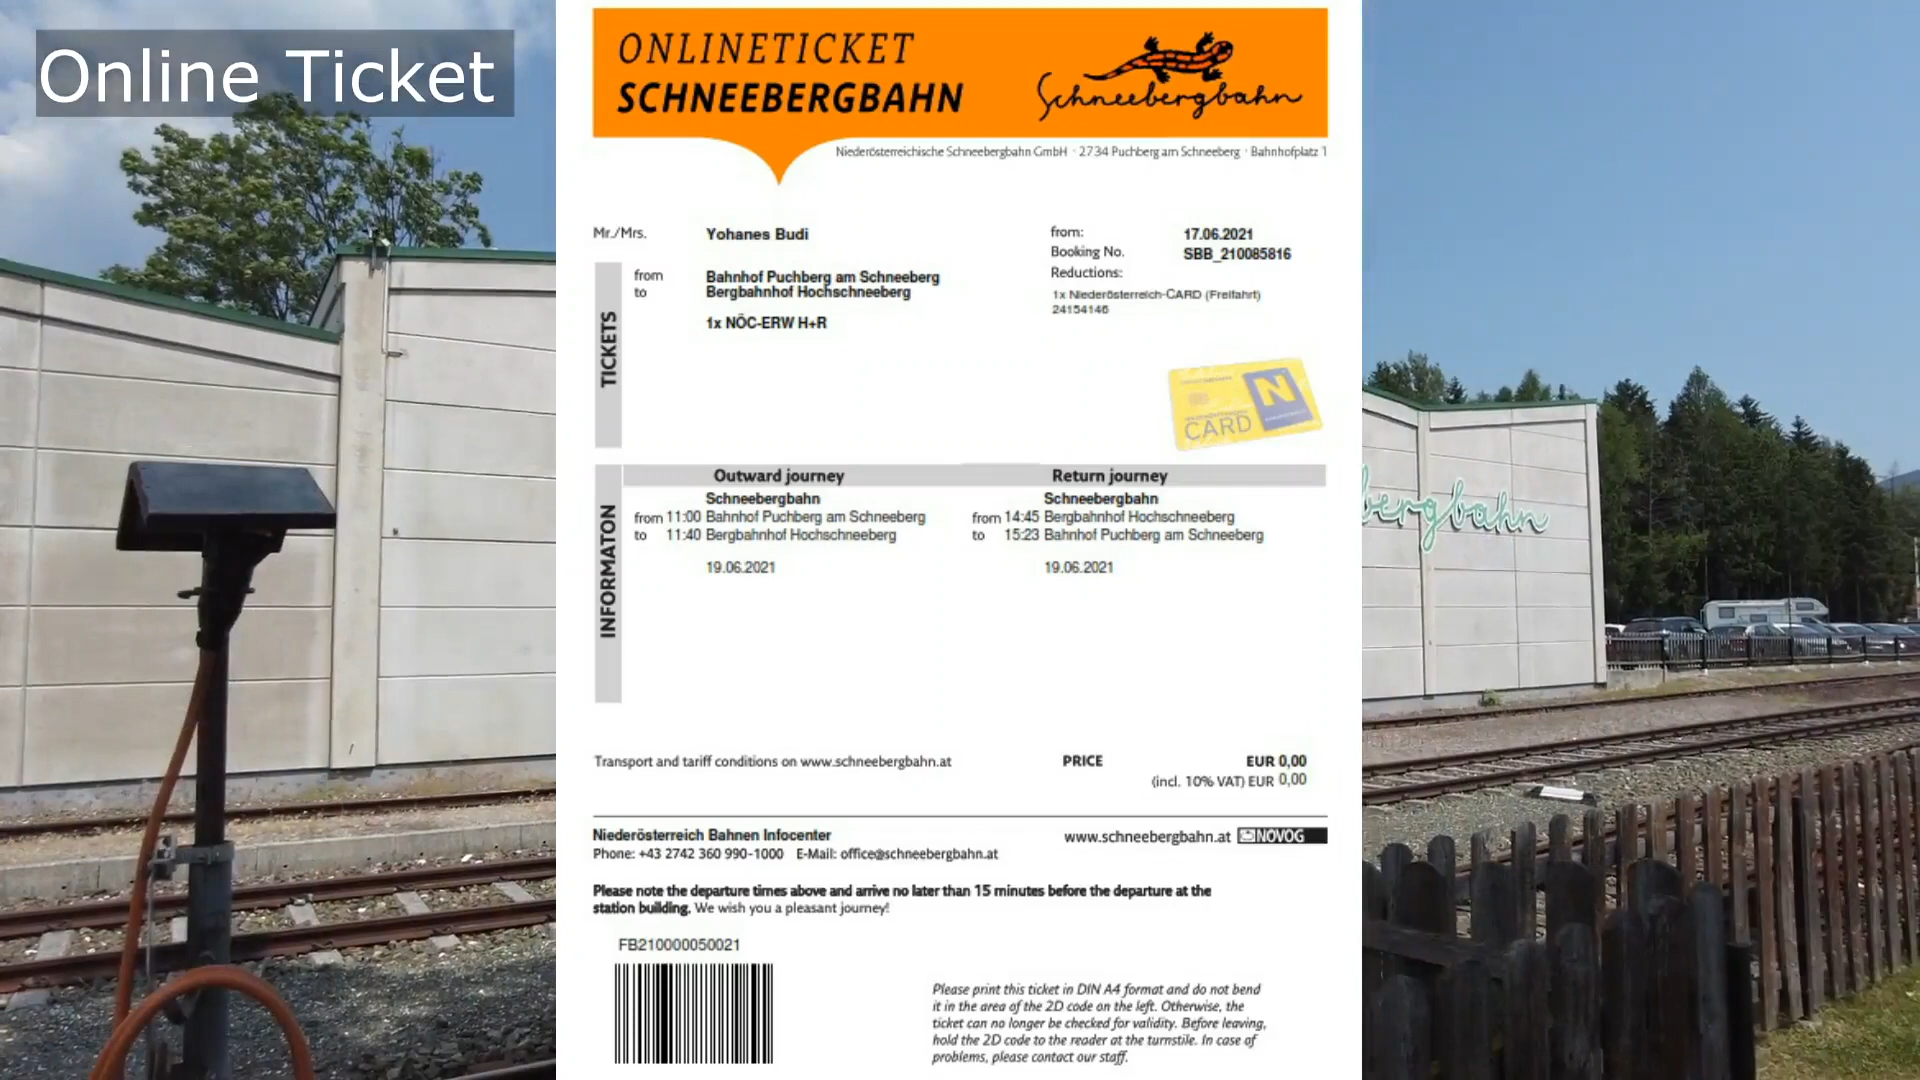 Online Ticket
ONLINETICKET
SCHNEEBERGBAHN
Schneebergbahn
Niederösterreichische Schneebergbahn GmbH · 2734 Puchberg am Schneeberg · Bahnhofplatz 1
Mr./Mrs. Yohanes Budi
from: 17.06.2021
Booking No. SBB_210085816
Reductions:
1x Niederösterreich-CARD (Freifahrt)
24154146
TICKETS
from Bahnhof Puchberg am Schneeberg
to Bergbahnhof Hochschneeberg
1x NÖC-ERW H+R
N
CARD
INFORMATON
Outward journey Return journey
Schneebergbahn Schneebergbahn
from 11:00 Bahnhof Puchberg am Schneeberg from 14:45 Bergbahnhof Hochschneeberg
to 11:40 Bergbahnhof Hochschneeberg to 15:23 Bahnhof Puchberg am Schneeberg
19.06.2021 19.06.2021
bergbahn
Transport and tariff conditions on www.schneebergbahn.at PRICE EUR 0,00
(incl. 10% VAT) EUR 0,00
Niederösterreich Bahnen Infocenter www.schneebergbahn.at NOVOG
Phone: +43 2742 360 990-1000 E-Mail: office@schneebergbahn.at
Please note the departure times above and arrive no later than 15 minutes before the departure at the
station building. We wish you a pleasant journey!
FB210000050021
Please print this ticket in DIN A4 format and do not bend
it in the area of the 2D code on the left. Otherwise, the
ticket can no longer be checked for validity. Before leaving,
hold the 2D code to the reader at the turnstile. In case of
problems, please contact our staff.